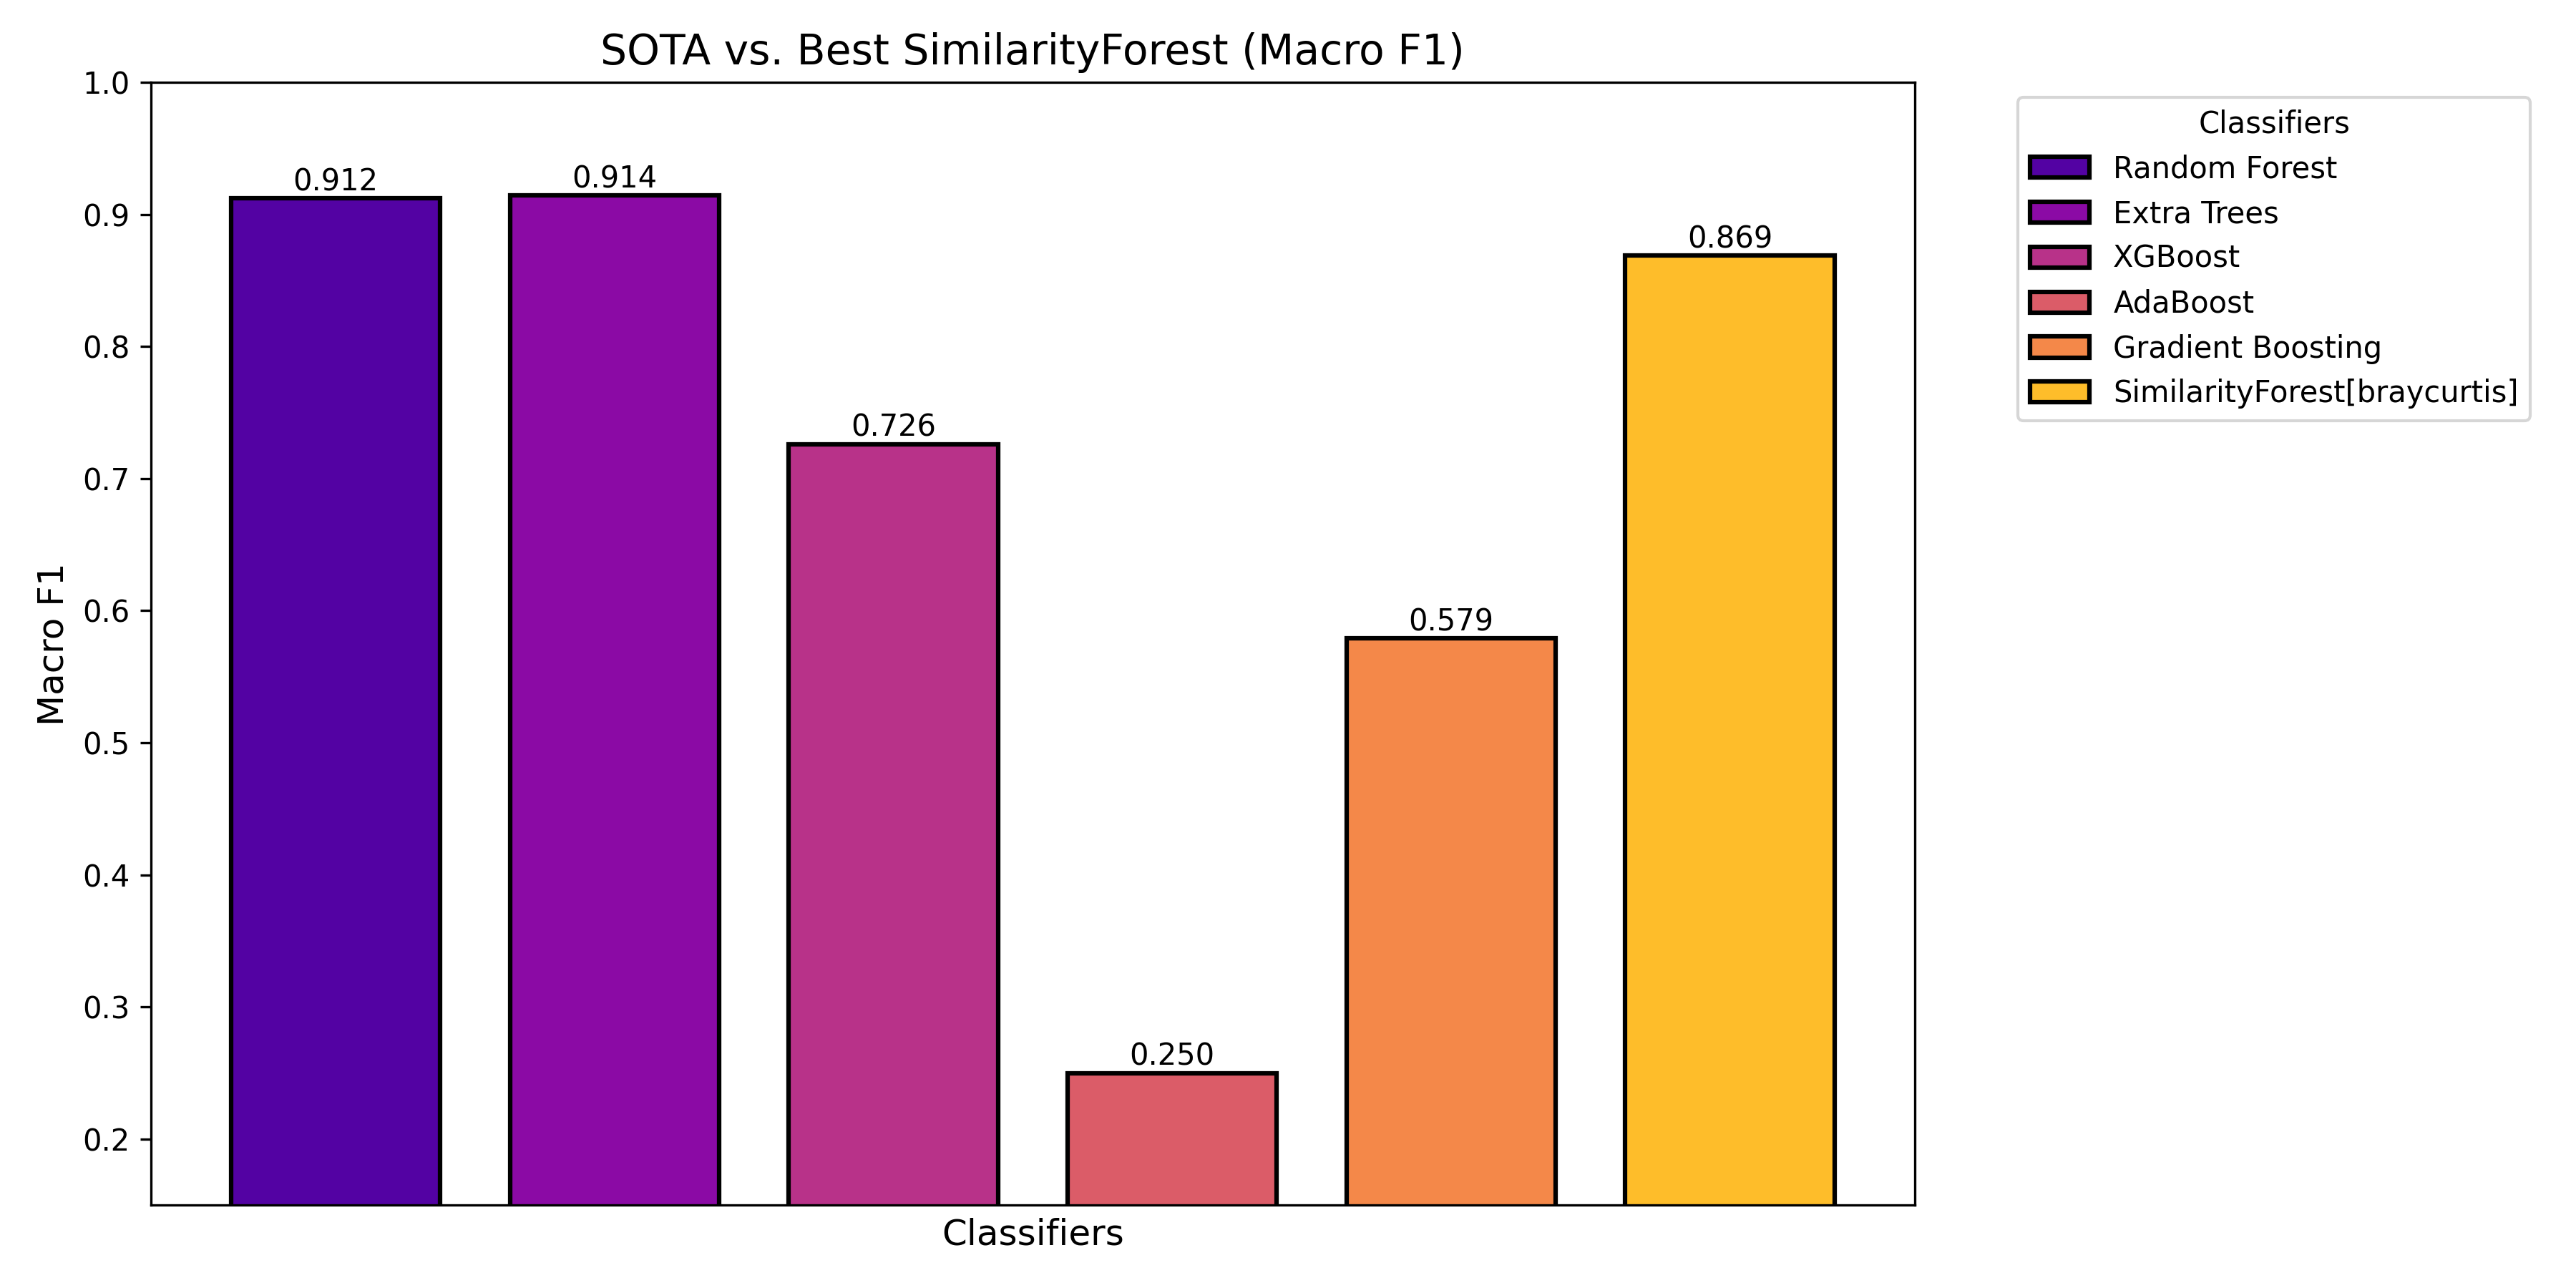 SOTA vs. Best SimilarityForest (Macro F1)
Macro F1
1.0
0.9
0.8
0.7
0.6
0.5
0.4
0.3
0.2
0.912
0.914
0.726
0.250
0.579
0.869
Classifiers
Classifiers
Random Forest
Extra Trees
XGBoost
AdaBoost
Gradient Boosting
SimilarityForest[braycurtis]